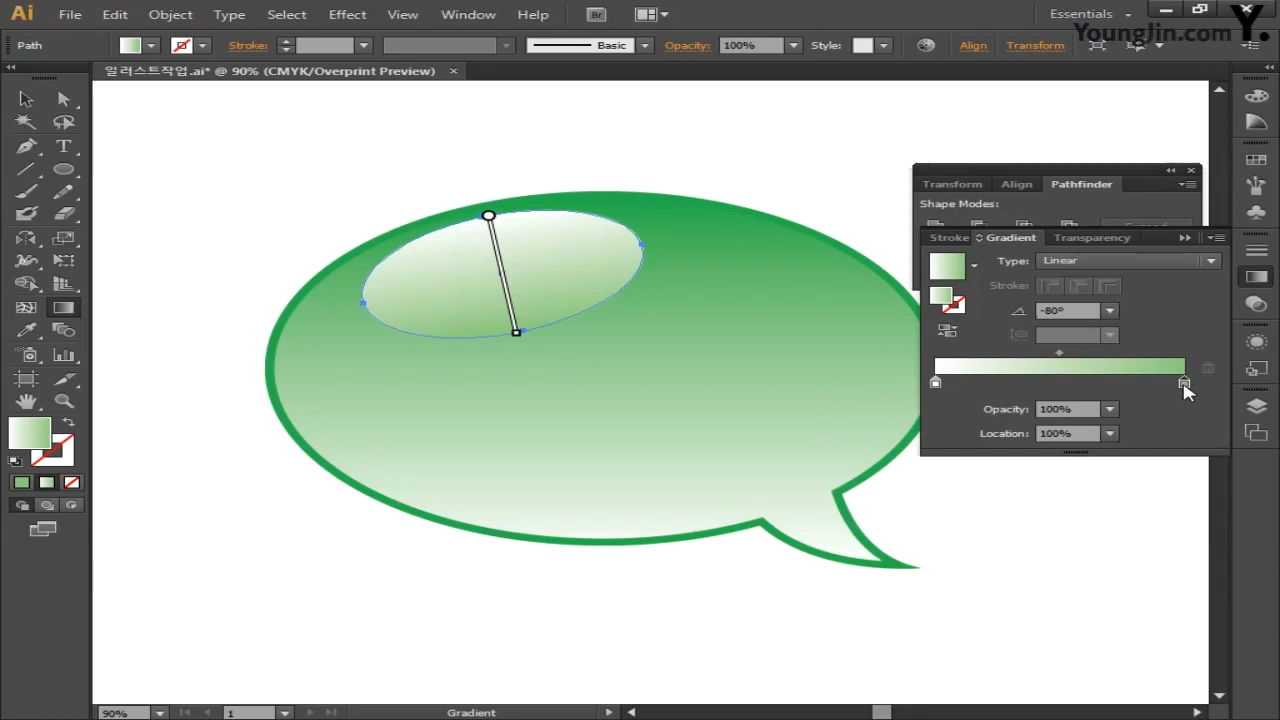 Ai File Edit Object Type Select Effect View Window Help Br Essentials
YoungJin.com Y.
Path Stroke: Basic Opacity: 100% Style: Align Transform
일러스트작업.ai* @ 90% (CMYK/Overprint Preview) ×
Transform Align Pathfinder
Shape Modes:
Stroke Gradient Transparency
Type: Linear
Stroke:
-80°
Opacity: 100%
Location: 100%
90% 1 Gradient